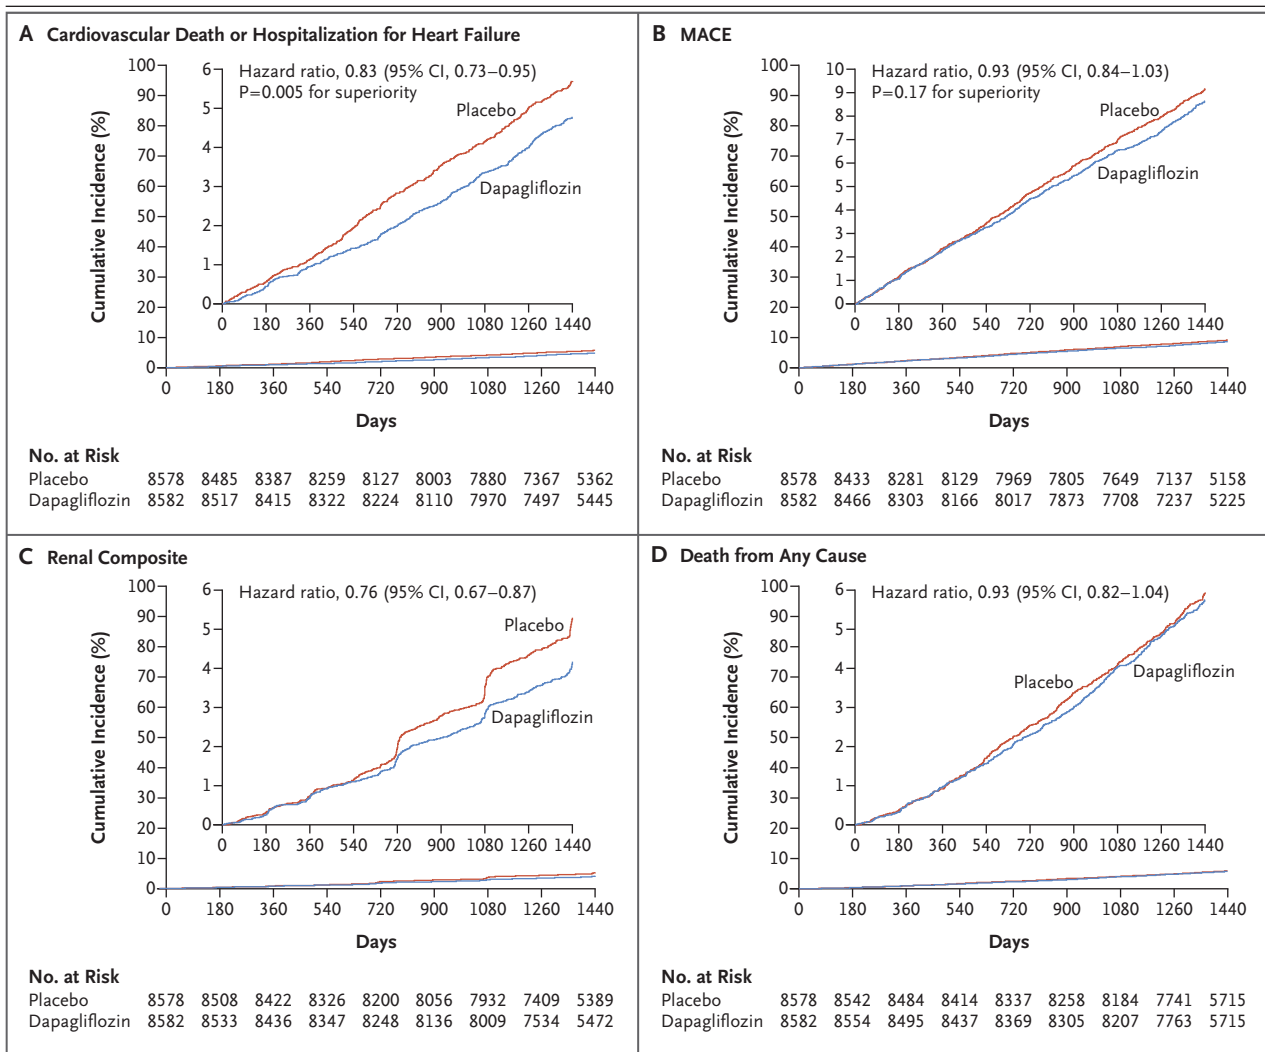 A Cardiovascular Death or Hospitalization for Heart Failure
Cumulative Incidence (%)
100
90
80
70
60
50
40
30
20
10
0
6
5
4
3
2
1
0
Hazard ratio, 0.83 (95% CI, 0.73–0.95)
P=0.005 for superiority
Placebo
Dapagliflozin
0 180 360 540 720 900 1080 1260 1440
0 180 360 540 720 900 1080 1260 1440
Days
No. at Risk
Placebo 8578 8485 8387 8259 8127 8003 7880 7367 5362
Dapagliflozin 8582 8517 8415 8322 8224 8110 7970 7497 5445
B MACE
Cumulative Incidence (%)
100
90
80
70
60
50
40
30
20
10
0
10
9
8
7
6
5
4
3
2
1
0
Hazard ratio, 0.93 (95% CI, 0.84–1.03)
P=0.17 for superiority
Placebo
Dapagliflozin
0 180 360 540 720 900 1080 1260 1440
0 180 360 540 720 900 1080 1260 1440
Days
No. at Risk
Placebo 8578 8433 8281 8129 7969 7805 7649 7137 5158
Dapagliflozin 8582 8466 8303 8166 8017 7873 7708 7237 5225
C Renal Composite
Cumulative Incidence (%)
100
90
80
70
60
50
40
30
20
10
0
6
5
4
3
2
1
0
Hazard ratio, 0.76 (95% CI, 0.67–0.87)
Placebo
Dapagliflozin
0 180 360 540 720 900 1080 1260 1440
0 180 360 540 720 900 1080 1260 1440
Days
No. at Risk
Placebo 8578 8508 8422 8326 8200 8056 7932 7409 5389
Dapagliflozin 8582 8533 8436 8347 8248 8136 8009 7534 5472
D Death from Any Cause
Cumulative Incidence (%)
100
90
80
70
60
50
40
30
20
10
0
6
5
4
3
2
1
0
Hazard ratio, 0.93 (95% CI, 0.82–1.04)
Placebo
Dapagliflozin
0 180 360 540 720 900 1080 1260 1440
0 180 360 540 720 900 1080 1260 1440
Days
No. at Risk
Placebo 8578 8542 8484 8414 8337 8258 8184 7741 5715
Dapagliflozin 8582 8554 8495 8437 8369 8305 8207 7763 5715